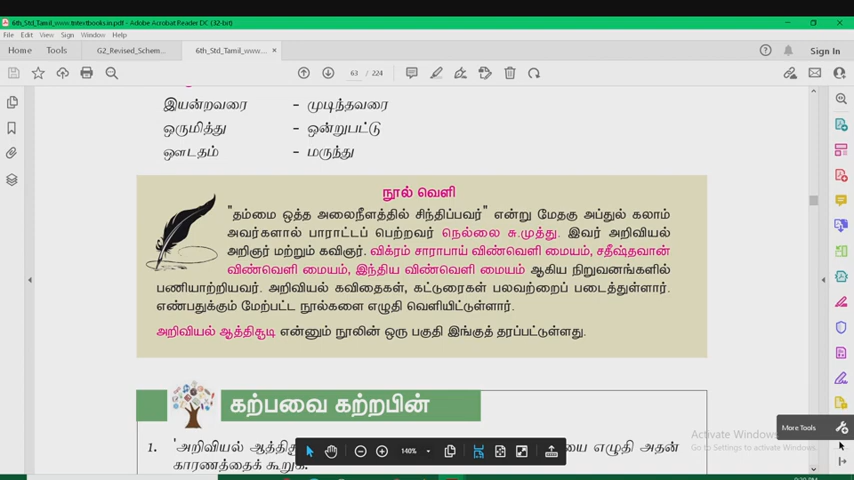 6th_Std_Tamil_www.tntextbooks.in.pdf - Adobe Acrobat Reader DC (32-bit)
File Edit View Sign Window Help
Home Tools G2_Revised_Schem... 6th_Std_Tamil_www.... × Sign In
63 / 224
இயன்றவரை - முடிந்தவரை
ஒருமித்து - ஒன்றுபட்டு
ஔடதம் - மருந்து
நூல் வெளி
"தம்மை ஒத்த அலைநீளத்தில் சிந்திப்பவர்" என்று மேதகு அப்துல் கலாம்
அவர்களால் பாராட்டப் பெற்றவர் நெல்லை சு.முத்து. இவர் அறிவியல்
அறிஞர் மற்றும் கவிஞர். விக்ரம் சாராபாய் விண்வெளி மையம், சதீஷ்தவான்
விண்வெளி மையம், இந்திய விண்வெளி மையம் ஆகிய நிறுவனங்களில்
பணியாற்றியவர். அறிவியல் கவிதைகள், கட்டுரைகள் பலவற்றைப் படைத்துள்ளார்.
எண்பதுக்கும் மேற்பட்ட நூல்களை எழுதி வெளியிட்டுள்ளார்.
அறிவியல் ஆத்திசூடி என்னும் நூலின் ஒரு பகுதி இங்குத் தரப்பட்டுள்ளது.
கற்பவை கற்றபின்
More Tools
Activate Windows
Go to Settings to activate Windows.
1. 'அறிவியல் ஆத்தி யை எழுதி அதன்
காரணத்தைக் கூறுக.
140%